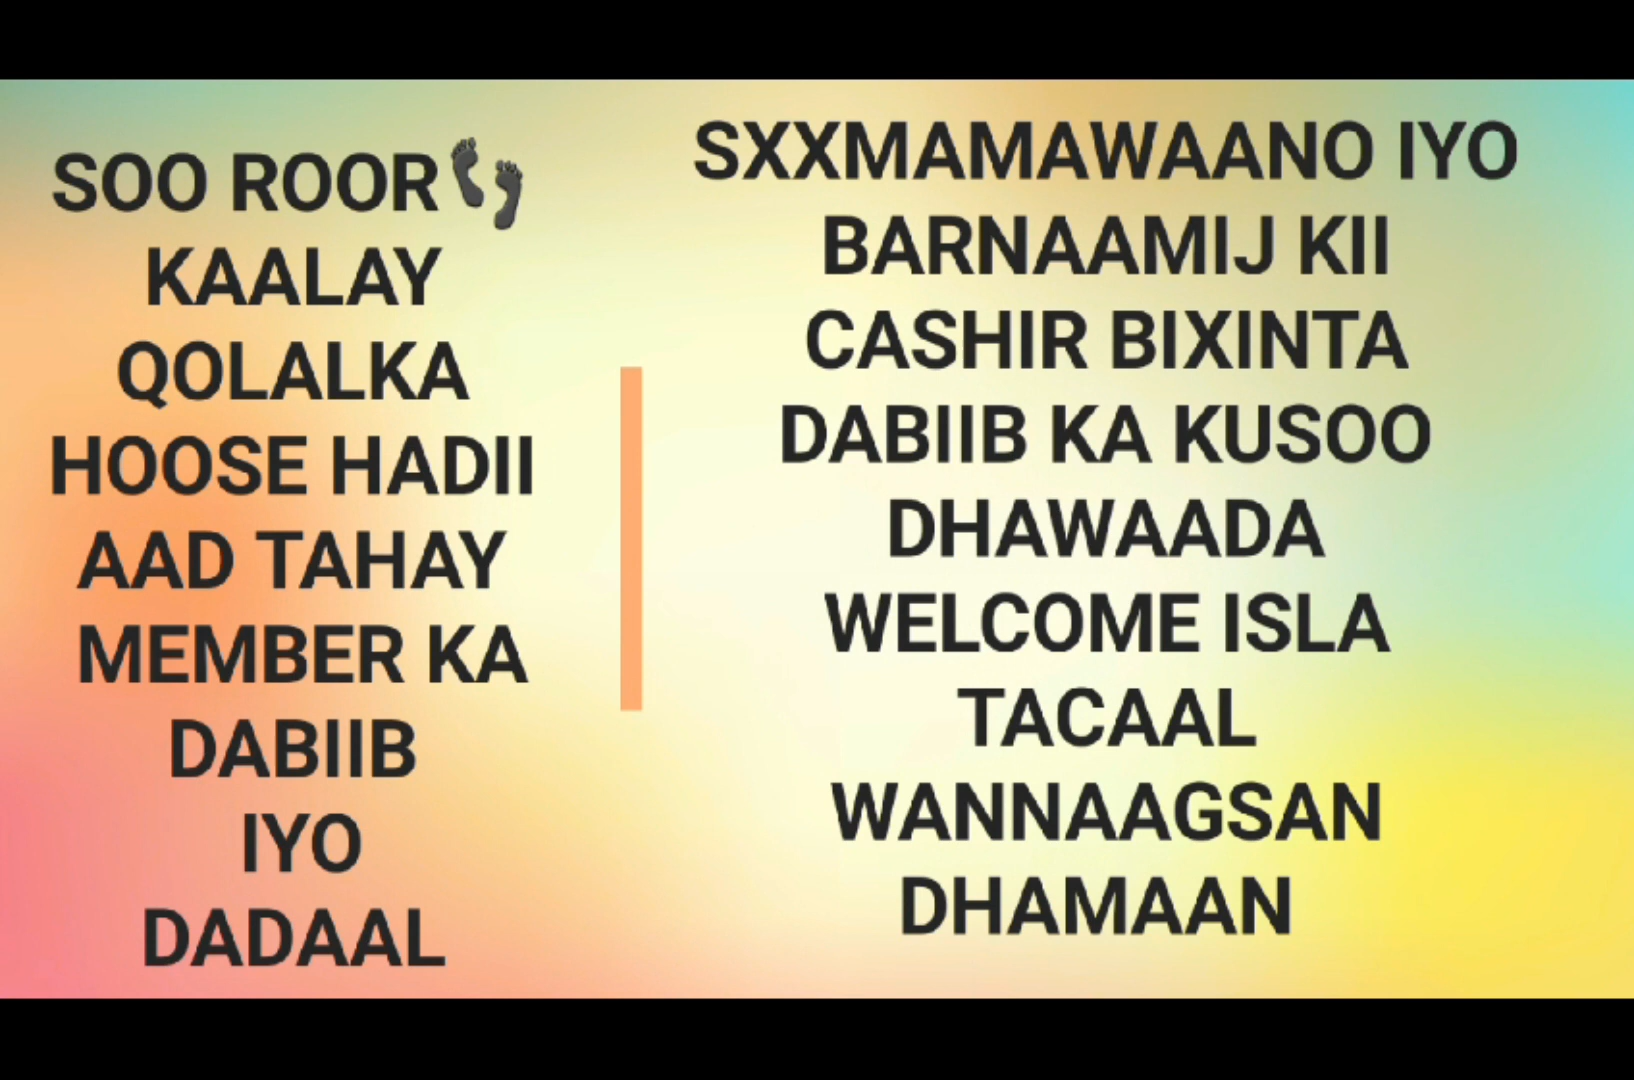 SOO ROOR👣
KAALAY
QOLALKA
HOOSE HADII
AAD TAHAY
MEMBER KA
DABIIB
IYO
DADAAL
SXXMAMAWAANO IYO
BARNAAMIJ KII
CASHIR BIXINTA
DABIIB KA KUSOO
DHAWAADA
WELCOME ISLA
TACAAL
WANNAAGSAN
DHAMAAN